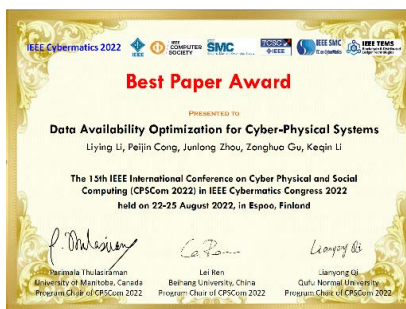 IEEE Cybermatics 2022 IEEE IEEE COMPUTER SOCIETY SMC TCSC IEEE IEEE SMC IEEE TEMS
Best Paper Award
PRESENTED TO
Data Availability Optimization for Cyber-Physical Systems
Liying Li, Peijin Cong, Junlong Zhou, Zonghua Gu, Keqin Li
The 15th IEEE International Conference on Cyber Physical and Social
Computing (CPSCom 2022) in IEEE Cybermatics Congress 2022
held on 22-25 August 2022, in Espoo, Finland
Parimala Thulasiraman Lei Ren Lianyong Qi
University of Manitoba, Canada Beihang University, China Qufu Normal University
Program Chair of CPSCom 2022 Program Chair of CPSCom 2022 Program Chair of CPSCom 2022